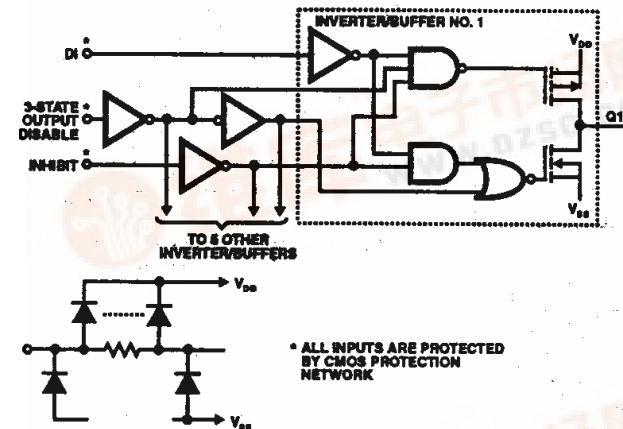 INVERTER/BUFFER NO. 1
*
DI
VDD
3-STATE
OUTPUT
DISABLE
*
Q1
*
INHIBIT
VSS
TO 5 OTHER
INVERTER/BUFFERS
VDD
* ALL INPUTS ARE PROTECTED
BY CMOS PROTECTION
NETWORK
VSS